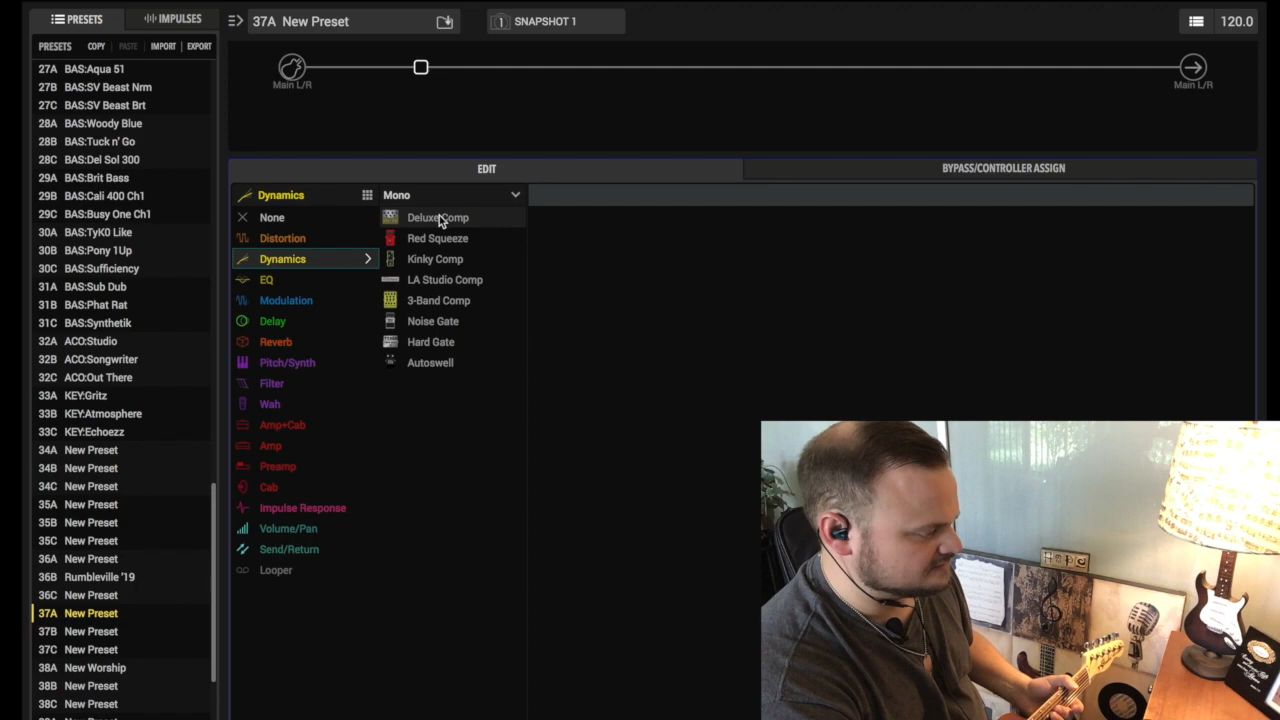 PRESETS
IMPULSES
37A New Preset
1 SNAPSHOT 1
120.0
PRESETS COPY PASTE IMPORT EXPORT
27A BAS:Aqua 51
27B BAS:SV Beast Nrm
27C BAS:SV Beast Brt
28A BAS:Woody Blue
28B BAS:Tuck n' Go
28C BAS:Del Sol 300
29A BAS:Brit Bass
29B BAS:Cali 400 Ch1
29C BAS:Busy One Ch1
30A BAS:TyK0 Like
30B BAS:Pony 1Up
30C BAS:Sufficiency
31A BAS:Sub Dub
31B BAS:Phat Rat
31C BAS:Synthetik
32A ACO:Studio
32B ACO:Songwriter
32C ACO:Out There
33A KEY:Gritz
33B KEY:Atmosphere
33C KEY:Echoezz
34A New Preset
34B New Preset
34C New Preset
35A New Preset
35B New Preset
35C New Preset
36A New Preset
36B Rumbleville '19
36C New Preset
37A New Preset
37B New Preset
37C New Preset
38A New Worship
38B New Preset
38C New Preset
Main L/R
Main L/R
EDIT
BYPASS/CONTROLLER ASSIGN
Dynamics
None
Distortion
Dynamics
EQ
Modulation
Delay
Reverb
Pitch/Synth
Filter
Wah
Amp+Cab
Amp
Preamp
Cab
Impulse Response
Volume/Pan
Send/Return
Looper
Mono
Deluxe Comp
Red Squeeze
Kinky Comp
LA Studio Comp
3-Band Comp
Noise Gate
Hard Gate
Autoswell